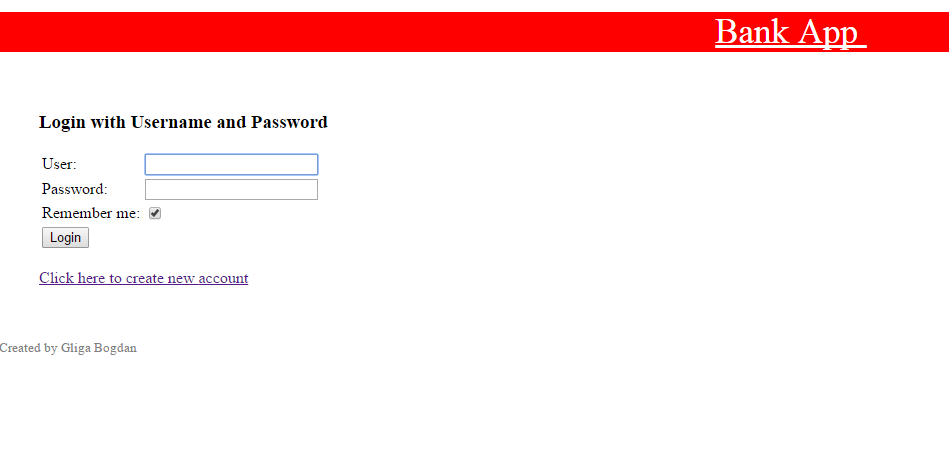 Bank App
Login with Username and Password
User:
Password:
Remember me:
Login
Click here to create new account
Created by Gliga Bogdan